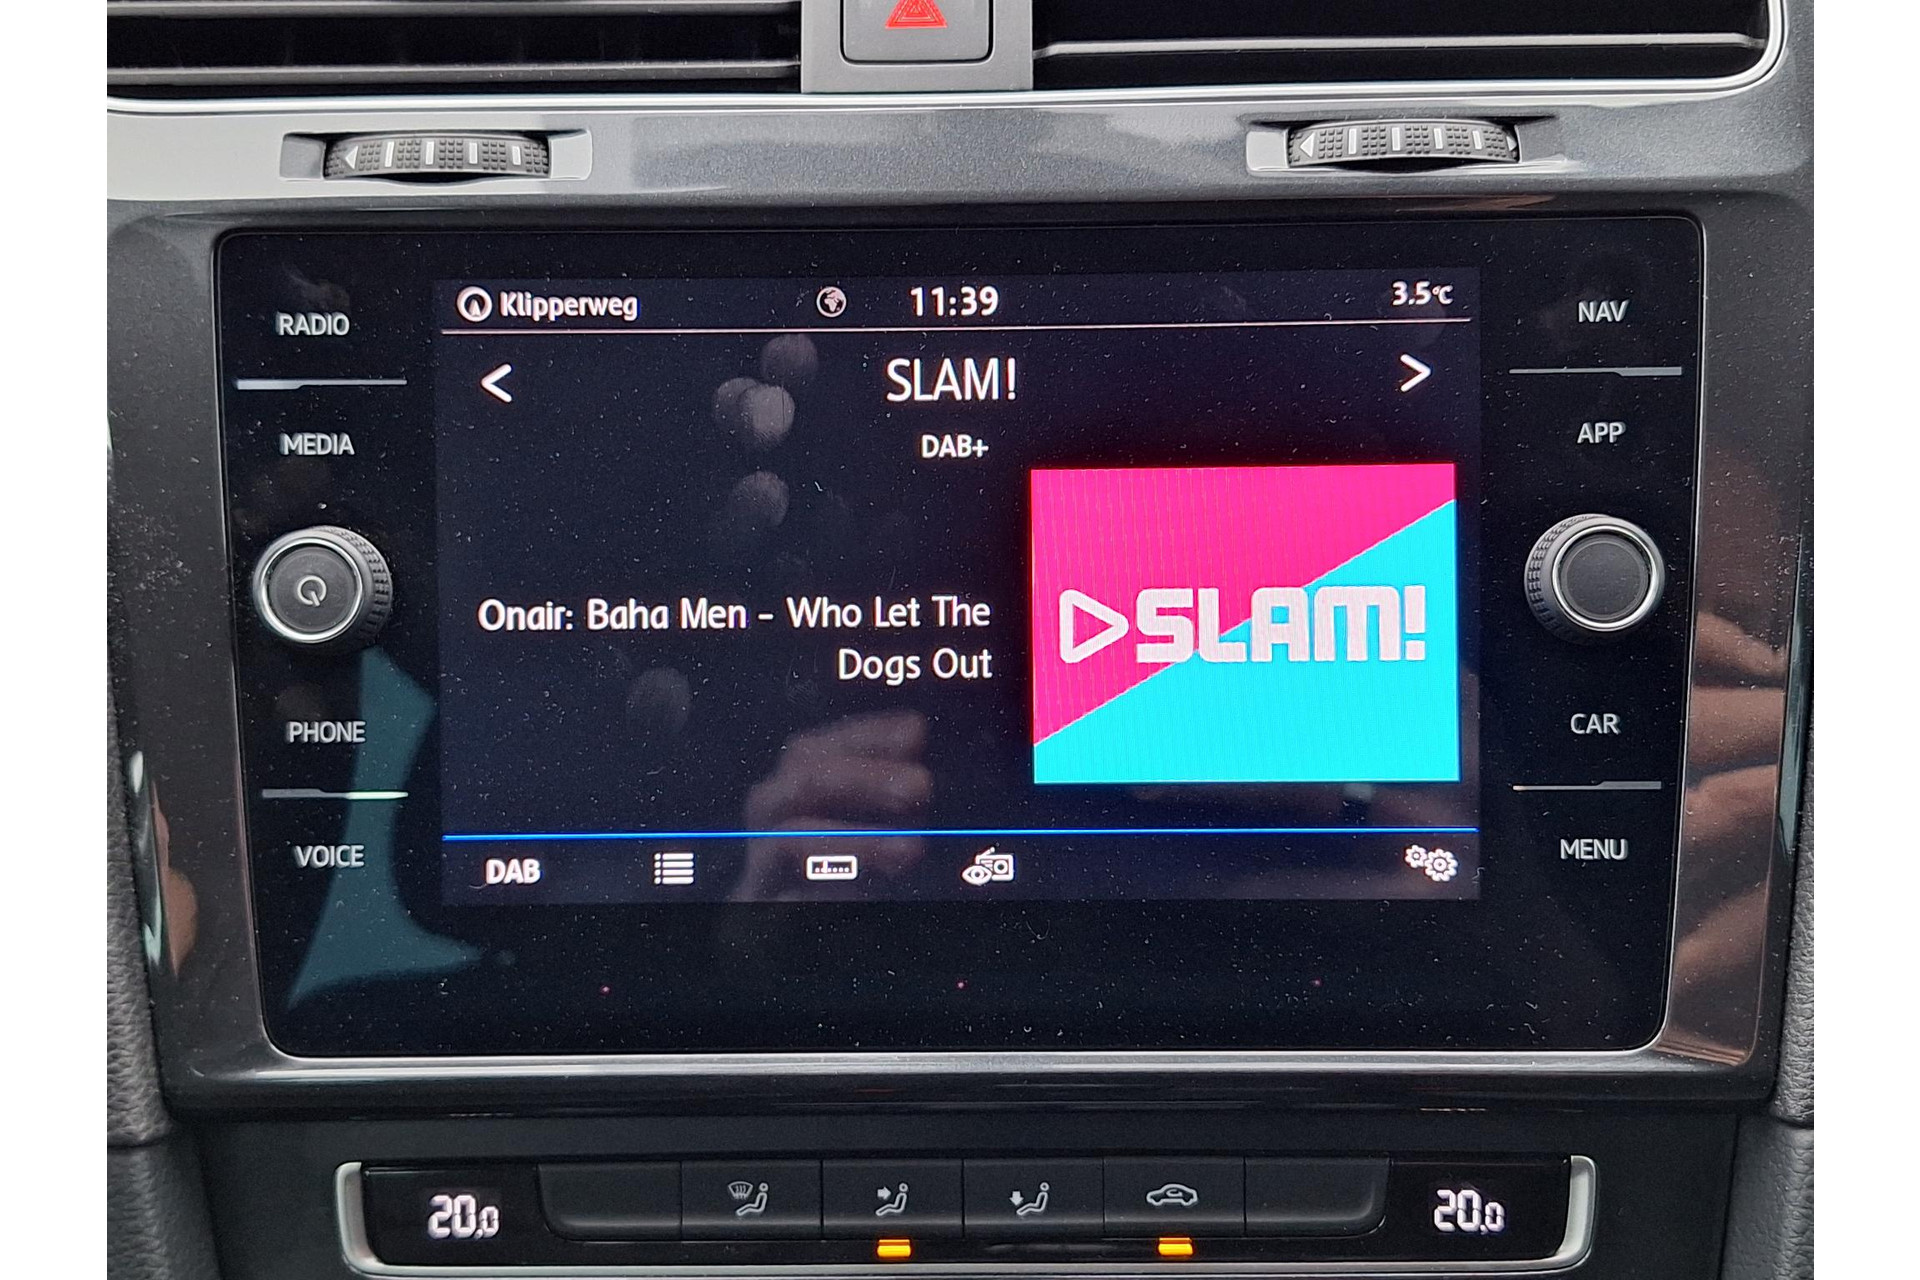 Klipperweg 11:39 3.5°C
RADIO NAV
< SLAM! >
MEDIA DAB+ APP
Onair: Baha Men - Who Let The
Dogs Out
SLAM!
PHONE CAR
VOICE MENU
DAB
20,0 20,0